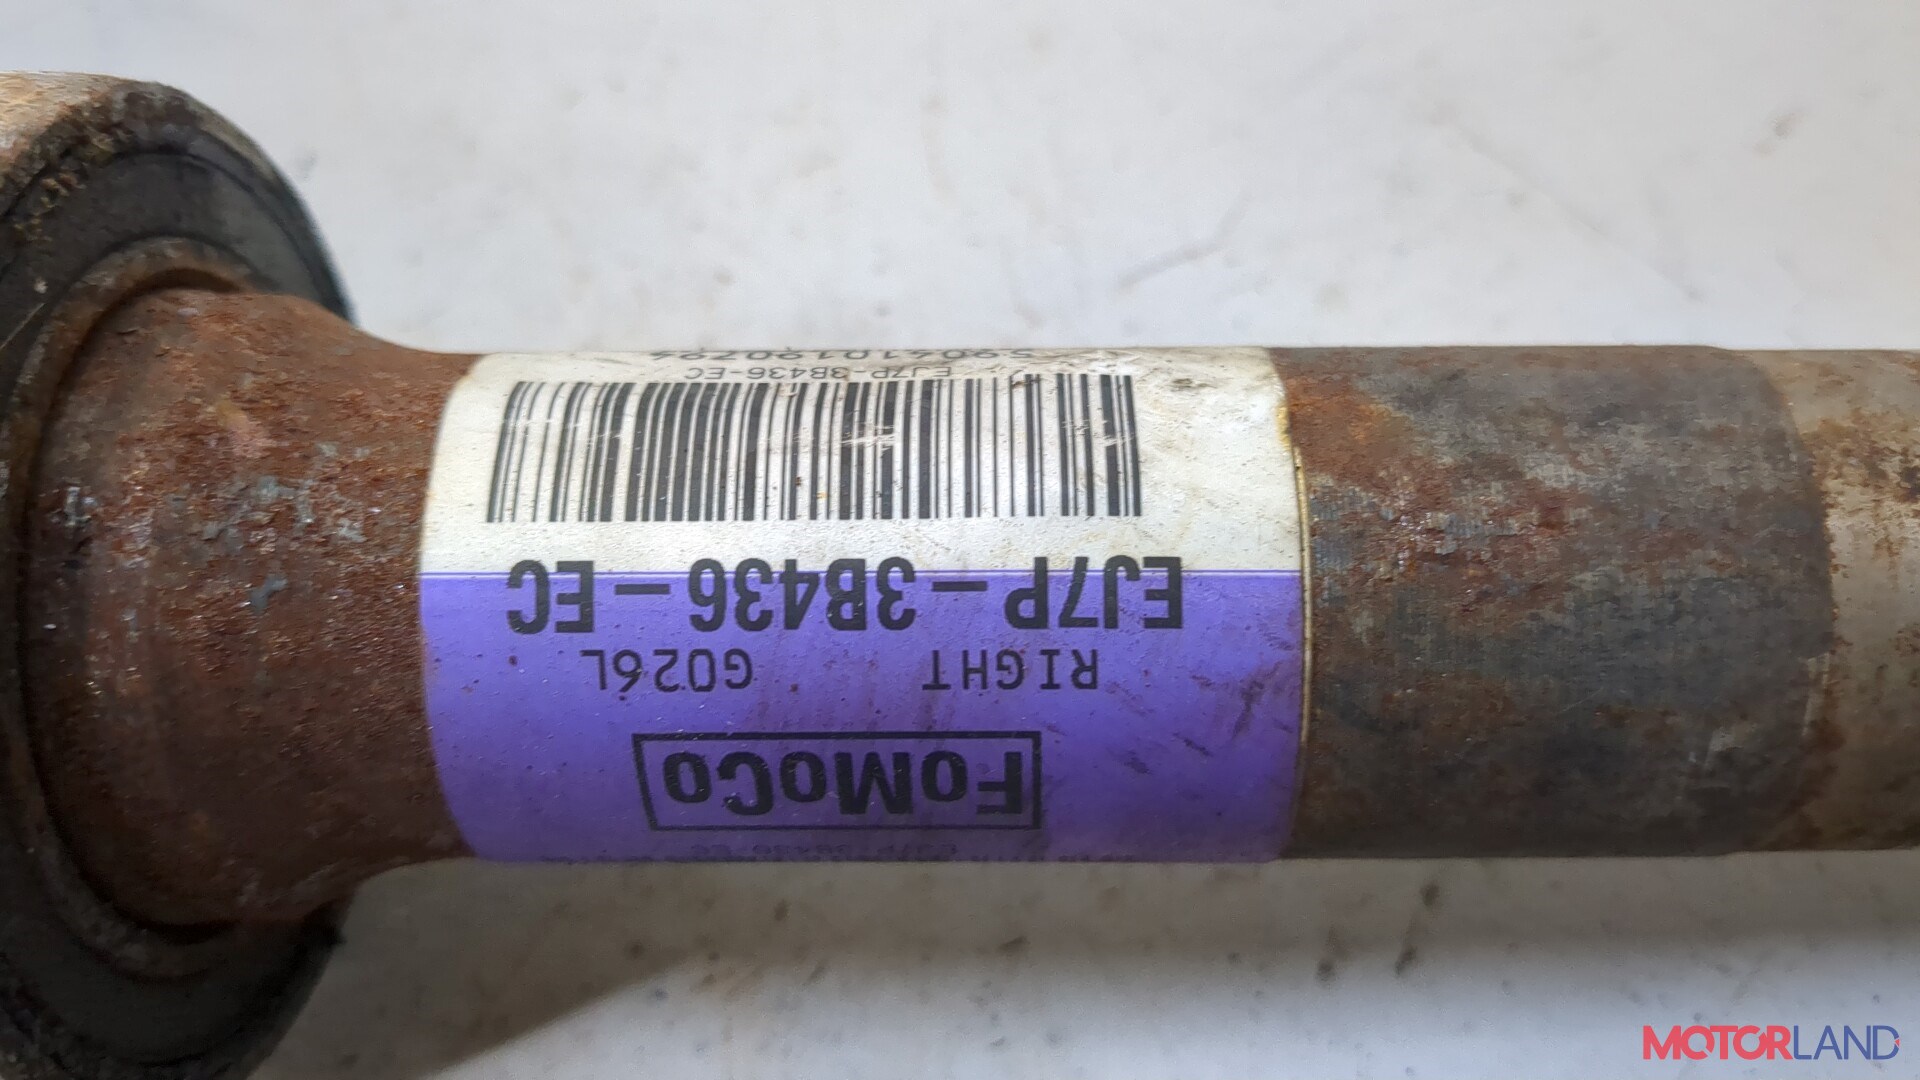 FoMoCo
RIGHT G026L
EJ7P-3B436-EC
EJ7P-3B436-EC
MOTORLAND